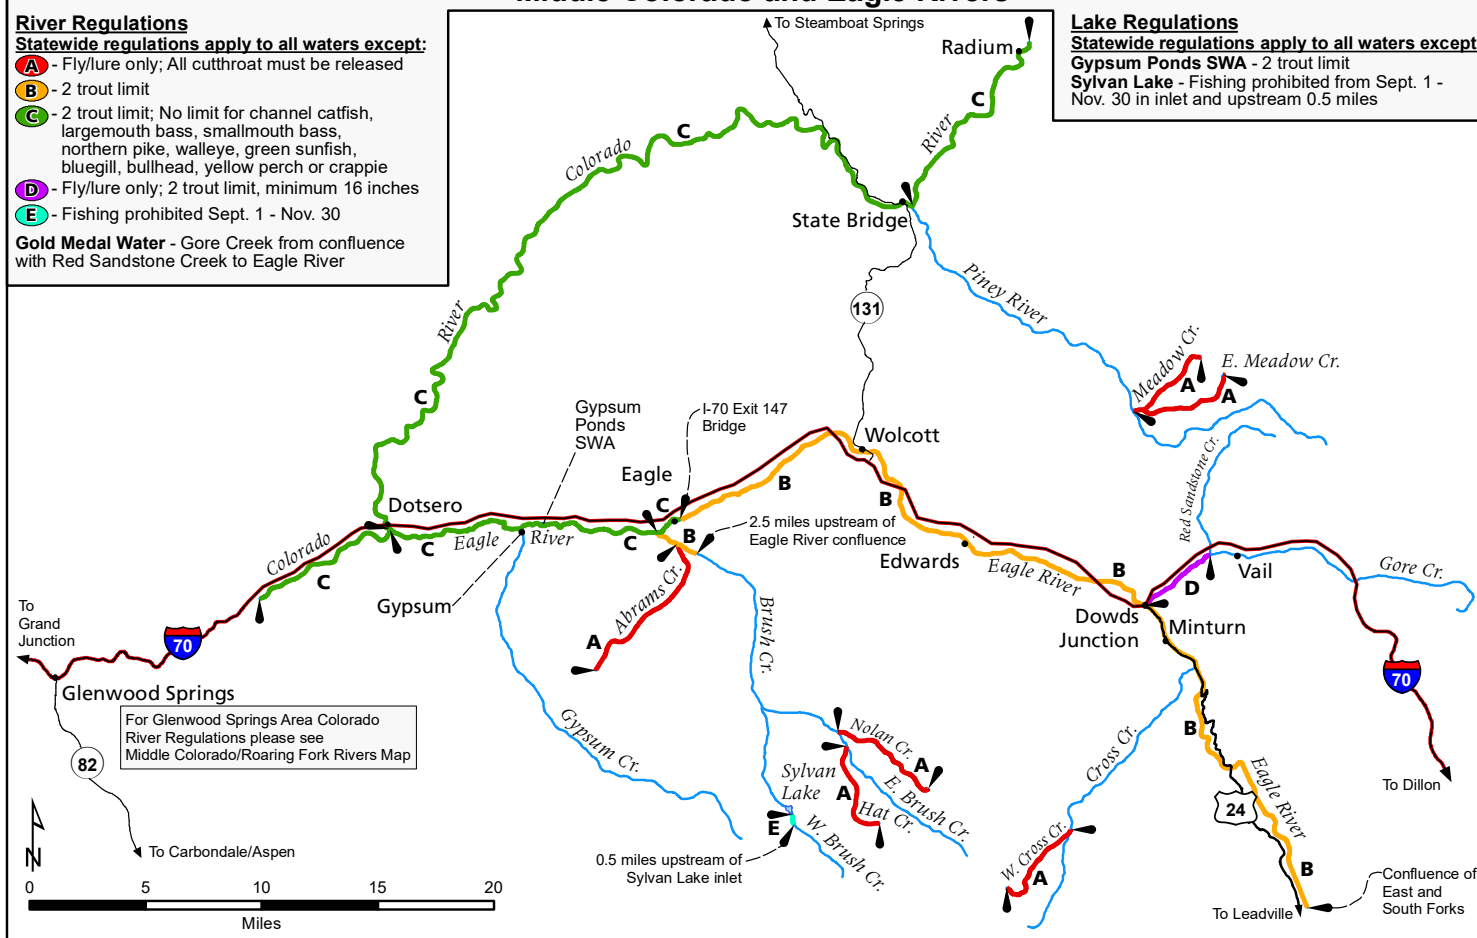 Middle Colorado and Eagle Rivers
River Regulations
Statewide regulations apply to all waters except:
A - Fly/lure only; All cutthroat must be released
B - 2 trout limit
C - 2 trout limit; No limit for channel catfish,
largemouth bass, smallmouth bass,
northern pike, walleye, green sunfish,
bluegill, bullhead, yellow perch or crappie
D - Fly/lure only; 2 trout limit, minimum 16 inches
E - Fishing prohibited Sept. 1 - Nov. 30
Gold Medal Water - Gore Creek from confluence
with Red Sandstone Creek to Eagle River
Lake Regulations
Statewide regulations apply to all waters except
Gypsum Ponds SWA - 2 trout limit
Sylvan Lake - Fishing prohibited from Sept. 1 -
Nov. 30 in inlet and upstream 0.5 miles
To Steamboat Springs
Radium
C
River
C
Colorado
State Bridge
Piney River
131
River
C
Meadow Cr.
E. Meadow Cr.
A
A
Gypsum
Ponds
SWA
I-70 Exit 147
Bridge
Wolcott
Eagle
B
B
Red Sandstone Cr.
Dotsero
C
B
2.5 miles upstream of
Eagle River confluence
Colorado
C
C
Eagle
River
C
Edwards
Eagle River
B
D
Vail
Gore Cr.
Gypsum
Abrams Cr.
A
Brush Cr.
Dowds
Junction
Minturn
To
Grand
Junction
70
70
Glenwood Springs
For Glenwood Springs Area Colorado
River Regulations please see
Middle Colorado/Roaring Fork Rivers Map
82
Gypsum Cr.
Nolan Cr.
A
Sylvan
Lake
A
Hat Cr.
E. Brush Cr.
E
W. Brush Cr.
Cross Cr.
B
Eagle River
24
To Dillon
W. Cross Cr.
A
B
To Carbondale/Aspen
0.5 miles upstream of
Sylvan Lake inlet
Confluence of
East and
South Forks
To Leadville
N
0 5 10 15 20
Miles